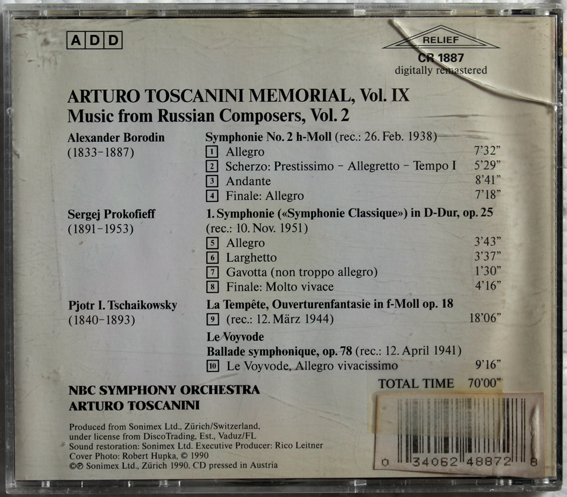 ADD
RELIEF
CR 1887
digitally remastered
ARTURO TOSCANINI MEMORIAL, Vol. IX
Music from Russian Composers, Vol. 2
Alexander Borodin Symphonie No. 2 h-Moll (rec.: 26. Feb. 1938)
(1833-1887) 1 Allegro 7'32"
2 Scherzo: Prestissimo – Allegretto – Tempo I 5'29"
3 Andante 8'41"
4 Finale: Allegro 7'18"
Sergej Prokofieff 1. Symphonie («Symphonie Classique») in D-Dur, op. 25
(1891-1953) (rec.: 10. Nov. 1951)
5 Allegro 3'43"
6 Larghetto 3'37"
7 Gavotta (non troppo allegro) 1'30"
8 Finale: Molto vivace 4'16"
Pjotr I. Tschaikowsky La Tempête, Ouverturenfantasie in f-Moll op. 18
(1840-1893) 9 (rec.: 12. März 1944) 18'06"
Le Voyvode
Ballade symphonique, op. 78 (rec.: 12. April 1941)
10 Le Voyvode, Allegro vivacissimo 9'16"
NBC SYMPHONY ORCHESTRA TOTAL TIME 70'00"
ARTURO TOSCANINI
Produced from Sonimex Ltd., Zürich/Switzerland,
under license from DiscoTrading, Est., Vaduz/FL
Sound restoration: Sonimex Ltd. Executive Producer: Rico Leitner
Cover Photo: Robert Hupka, © 1990
©℗ Sonimex Ltd., Zürich 1990. CD pressed in Austria
0 34062 48872 8